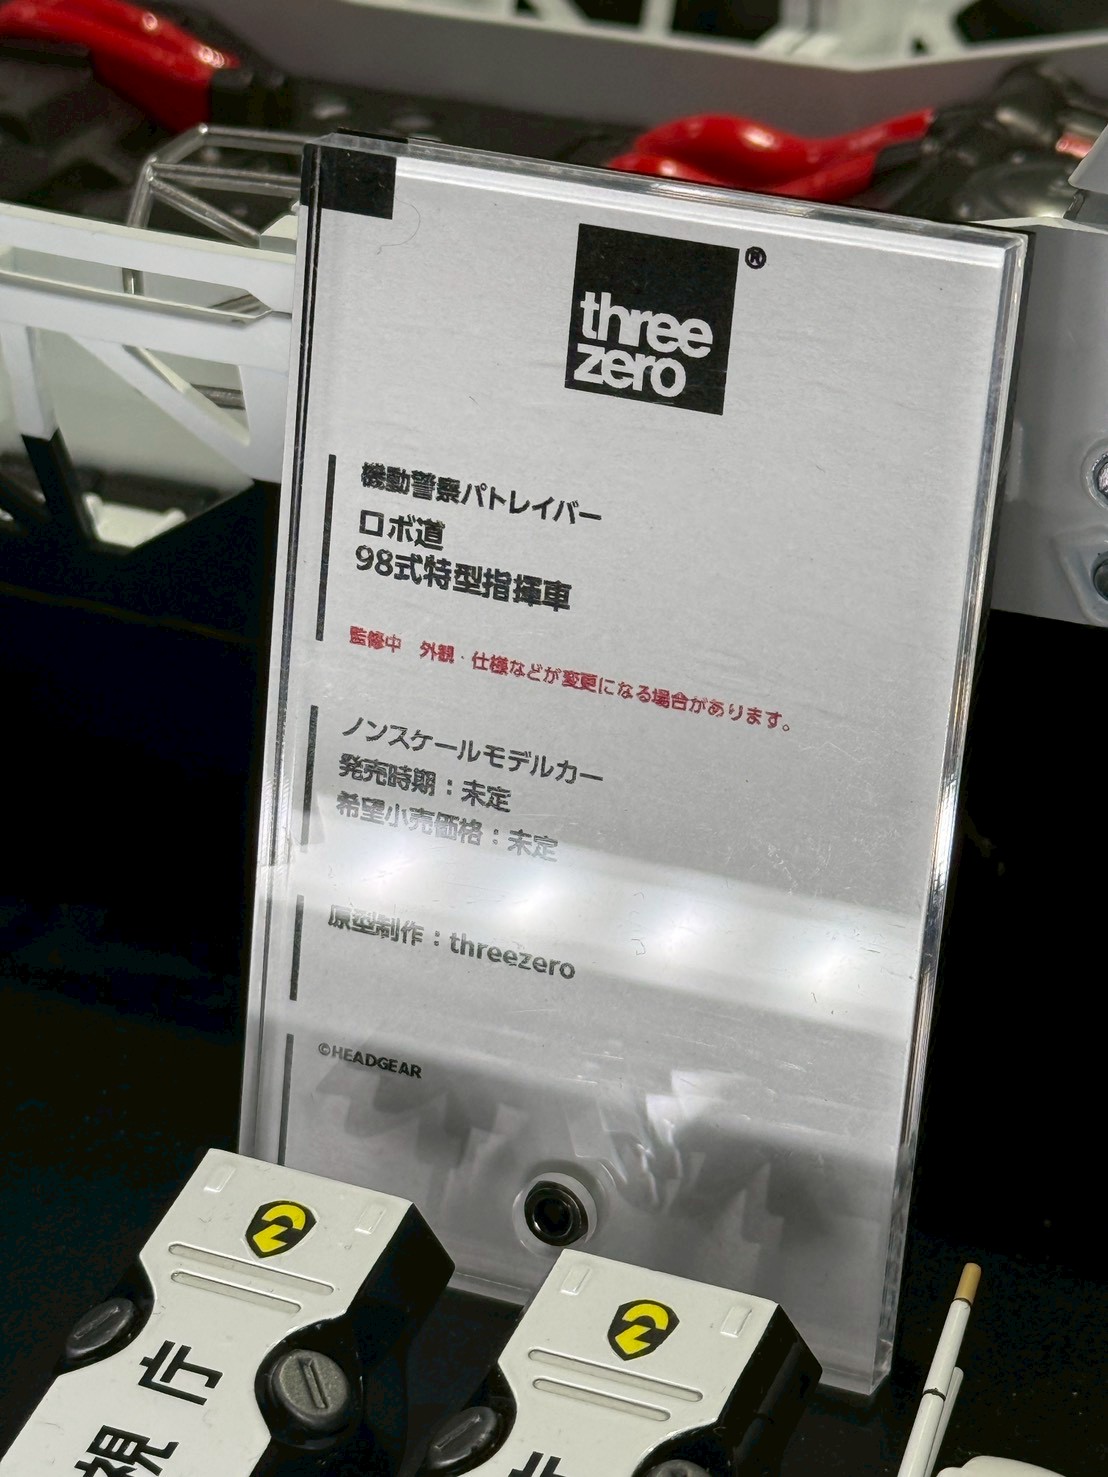 three
zero
®
機動警察パトレイバー
ロボ道
98式特型指揮車
監修中　外観・仕様などが変更になる場合があります。
ノンスケールモデルカー
発売時期：未定
希望小売価格：未定
原型制作：threezero
©HEADGEAR
視庁